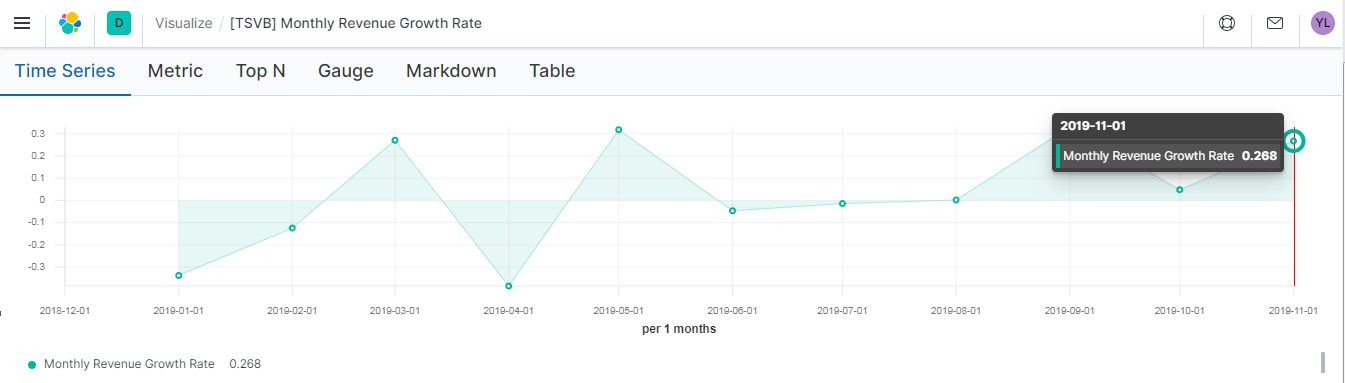 D Visualize / [TSVB] Monthly Revenue Growth Rate YL
Time Series Metric Top N Gauge Markdown Table
2019-11-01
Monthly Revenue Growth Rate 0.268
0.3
0.2
0.1
0
-0.1
-0.2
-0.3
2018-12-01 2019-01-01 2019-02-01 2019-03-01 2019-04-01 2019-05-01 2019-06-01 2019-07-01 2019-08-01 2019-09-01 2019-10-01 2019-11-01
per 1 months
Monthly Revenue Growth Rate 0.268